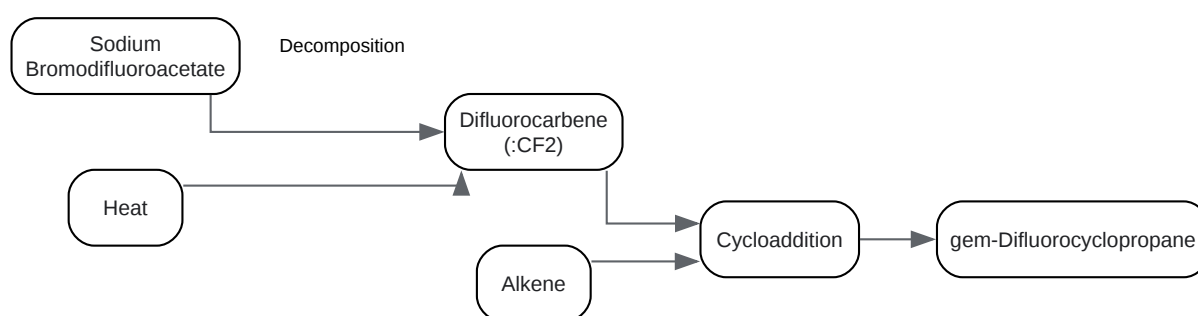 Sodium
Bromodifluoroacetate
Decomposition
Difluorocarbene
(:CF2)
Heat
Cycloaddition
gem-Difluorocyclopropane
Alkene